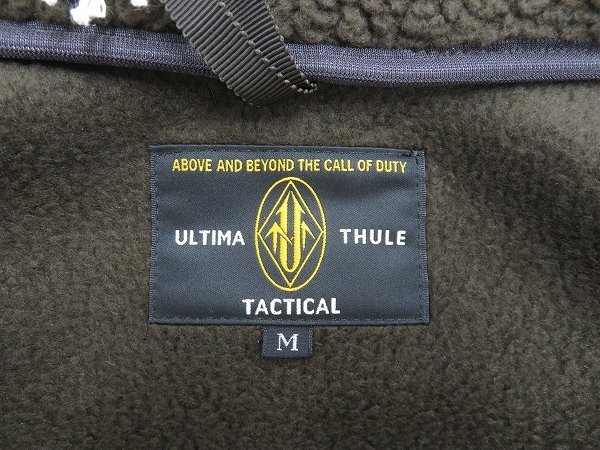 ABOVE AND BEYOND THE CALL OF DUTY
ULTIMA THULE
TACTICAL
M